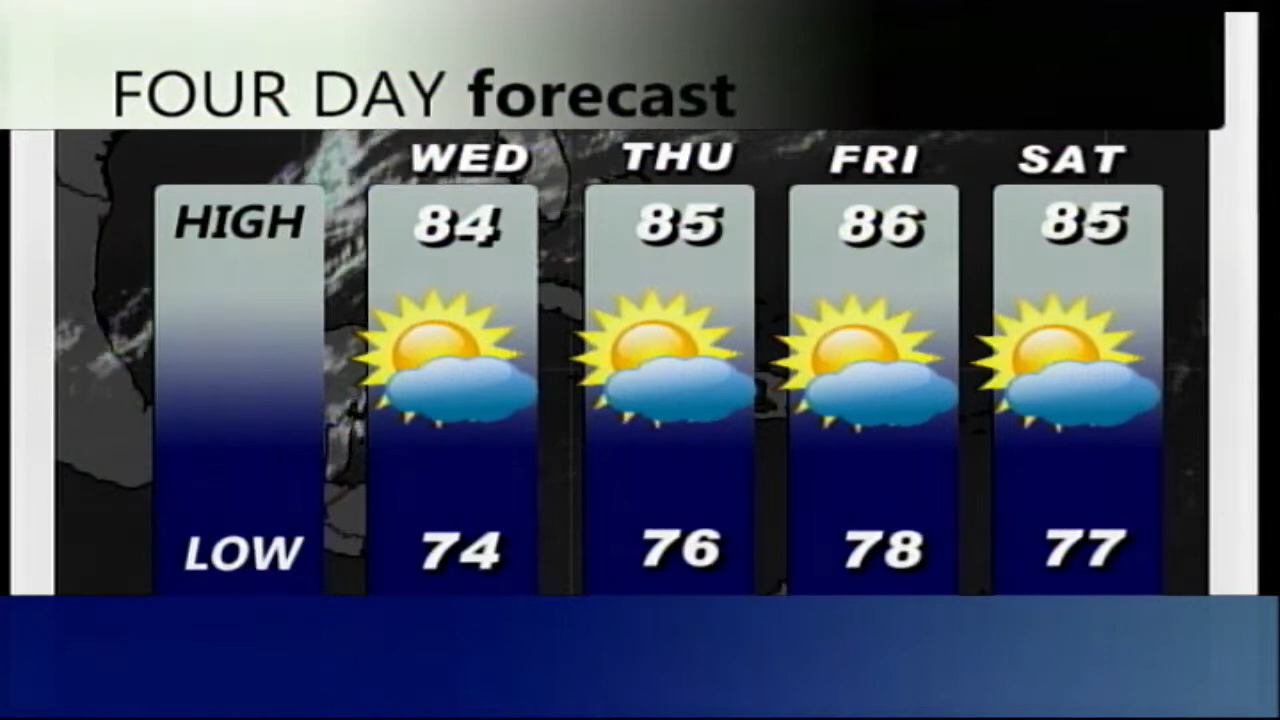 FOUR DAY forecast
WED THU FRI SAT
HIGH 84 85 86 85
LOW 74 76 78 77